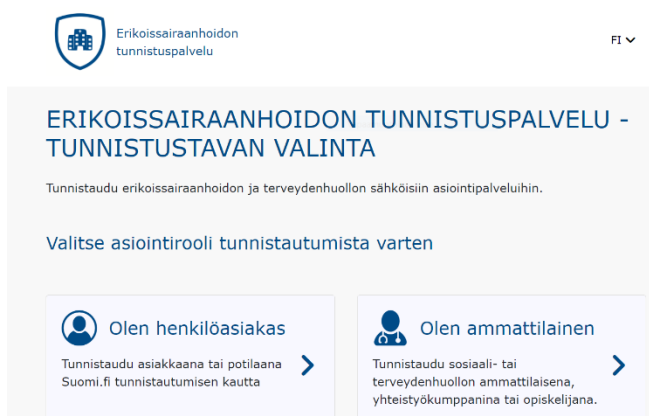 Erikoissairaanhoidon
tunnistuspalvelu
FI
ERIKOISSAIRAANHOIDON TUNNISTUSPALVELU -
TUNNISTUSTAVAN VALINTA
Tunnistaudu erikoissairaanhoidon ja terveydenhuollon sähköisiin asiointipalveluihin.
Valitse asiointirooli tunnistautumista varten
Olen henkilöasiakas
Tunnistaudu asiakkaana tai potilaana
Suomi.fi tunnistautumisen kautta
Olen ammattilainen
Tunnistaudu sosiaali- tai
terveydenhuollon ammattilaisena,
yhteistyökumppanina tai opiskelijana.